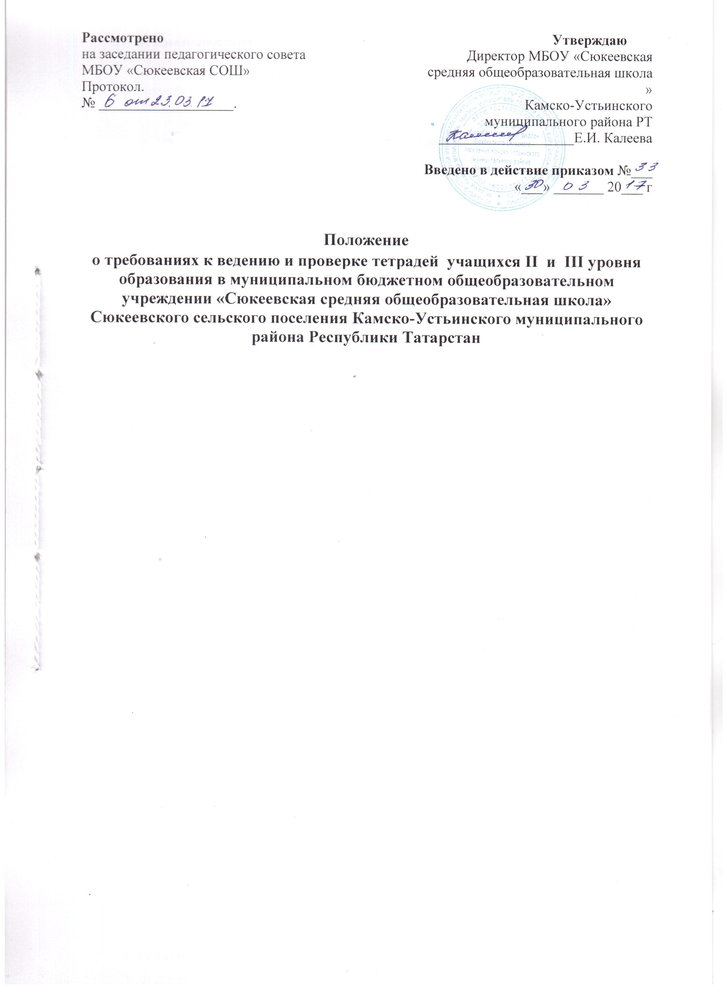 Рассмотрено
на заседании педагогического совета
МБОУ «Сюкеевская СОШ»
Протокол.
№ 6 от 23.03.17.
Утверждаю
Директор МБОУ «Сюкеевская
средняя общеобразовательная школа
»
Камско-Устьинского
муниципального района РТ
Е.И. Калеева
Введено в действие приказом № 33
«30» 03 2017 г
Положение
о требованиях к ведению и проверке тетрадей учащихся II и III уровня
образования в муниципальном бюджетном общеобразовательном
учреждении «Сюкеевская средняя общеобразовательная школа»
Сюкеевского сельского поселения Камско-Устьинского муниципального
района Республики Татарстан